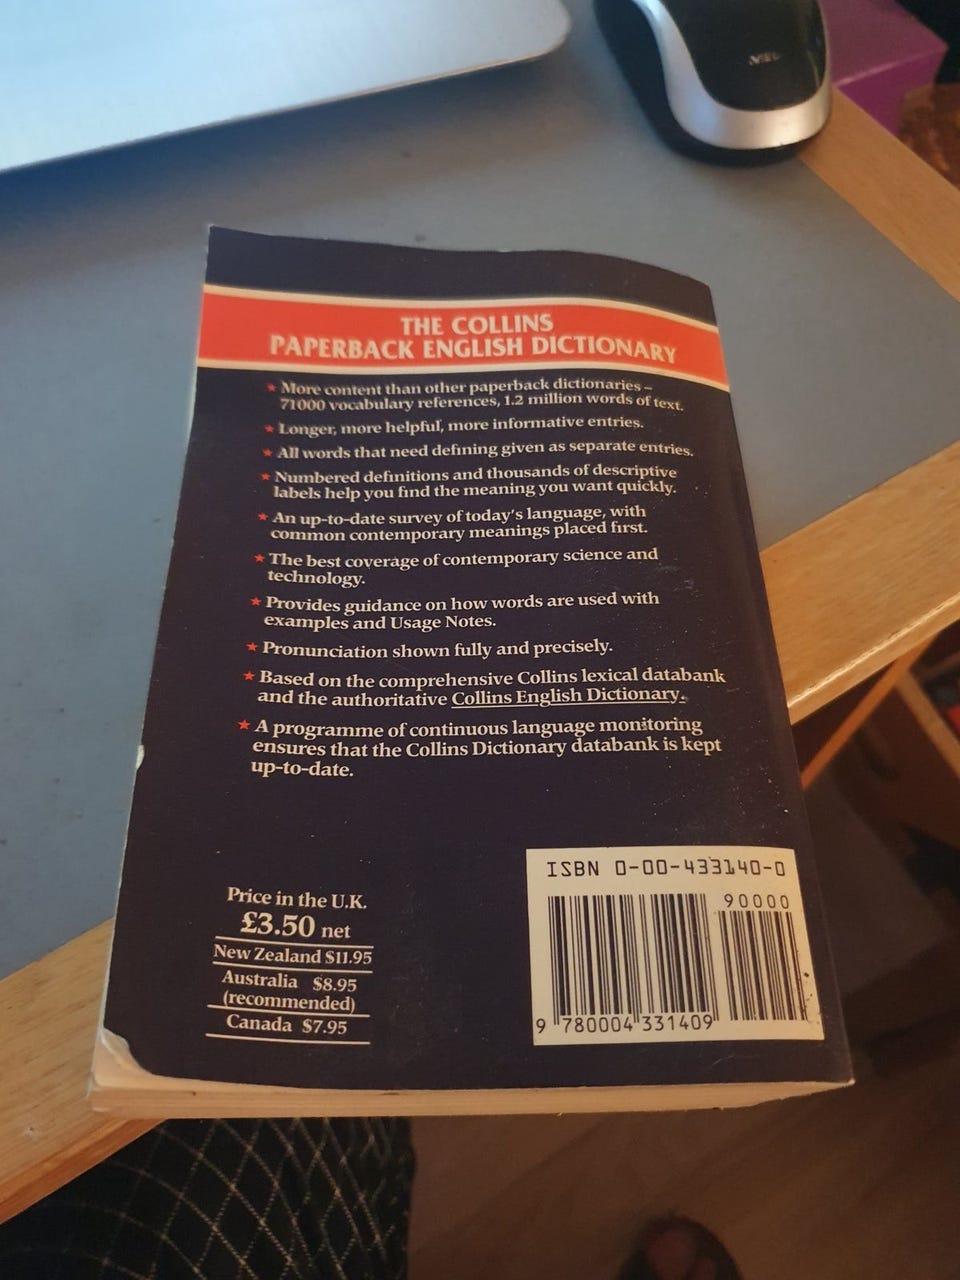 THE COLLINS
PAPERBACK ENGLISH DICTIONARY
★ More content than other paperback dictionaries –
71000 vocabulary references, 1.2 million words of text.
★ Longer, more helpful, more informative entries.
★ All words that need defining given as separate entries.
★ Numbered definitions and thousands of descriptive
labels help you find the meaning you want quickly.
★ An up-to-date survey of today's language, with
common contemporary meanings placed first.
★ The best coverage of contemporary science and
technology.
★ Provides guidance on how words are used with
examples and Usage Notes.
★ Pronunciation shown fully and precisely.
★ Based on the comprehensive Collins lexical databank
and the authoritative Collins English Dictionary.
★ A programme of continuous language monitoring
ensures that the Collins Dictionary databank is kept
up-to-date.
Price in the U.K.
£3.50 net
New Zealand $11.95
Australia $8.95
(recommended)
Canada $7.95
ISBN 0-00-433140-0
90000
9 780004 331409